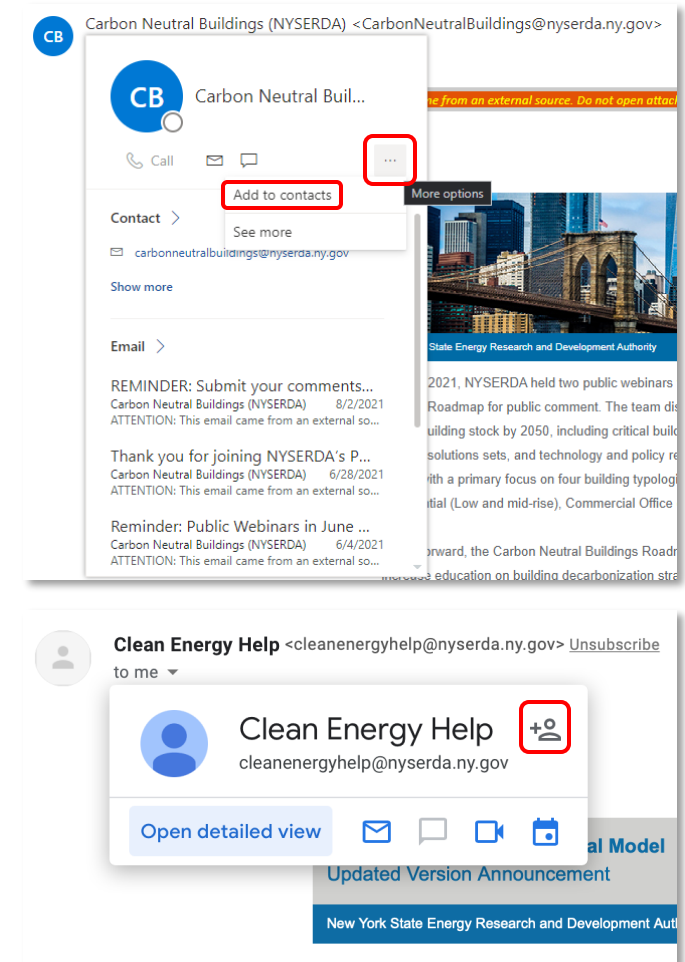 CB
Carbon Neutral Buildings (NYSERDA) <CarbonNeutralBuildings@nyserda.ny.gov>
CB
Carbon Neutral Buil...
me from an external source. Do not open attac
Call
...
Add to contacts
More options
Contact >
See more
carbonneutralbuildings@nyserda.ny.gov
Show more
State Energy Research and Development Authority
Email >
REMINDER: Submit your comments...
Carbon Neutral Buildings (NYSERDA) 8/2/2021
ATTENTION: This email came from an external so...
Thank you for joining NYSERDA's P...
Carbon Neutral Buildings (NYSERDA) 6/28/2021
ATTENTION: This email came from an external so...
Reminder: Public Webinars in June ...
Carbon Neutral Buildings (NYSERDA) 6/4/2021
ATTENTION: This email came from an external so...
2021, NYSERDA held two public webinars
Roadmap for public comment. The team dis
uilding stock by 2050, including critical build
solutions sets, and technology and policy re
ith a primary focus on four building typologi
tial (Low and mid-rise), Commercial Office
rward, the Carbon Neutral Buildings Roadr
increase education on building decarbonization stra
Clean Energy Help <cleanenergyhelp@nyserda.ny.gov> Unsubscribe
to me
Clean Energy Help
cleanenergyhelp@nyserda.ny.gov
Open detailed view
al Model
Updated Version Announcement
New York State Energy Research and Development Aut